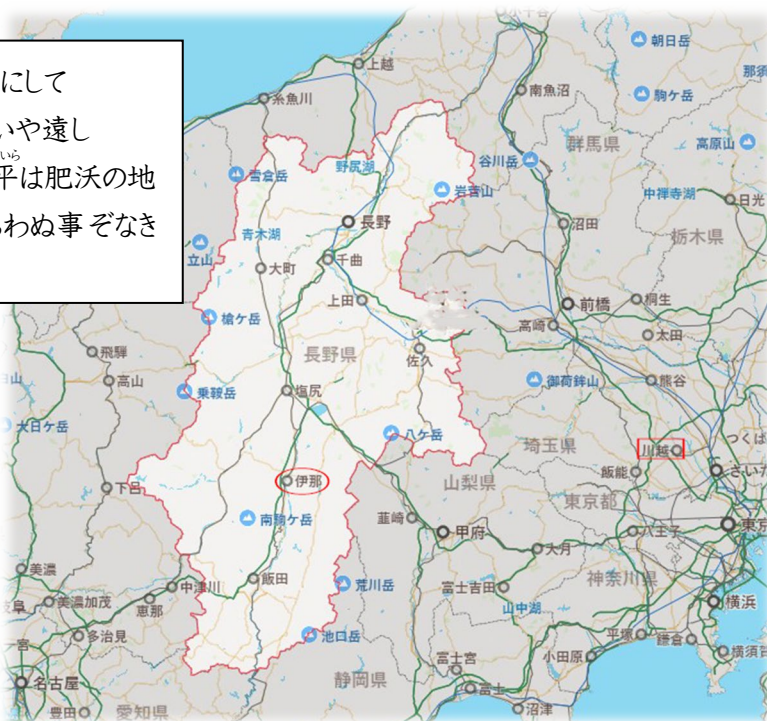 にして
いや遠し
平は肥沃の地
わぬ事ぞなき
いら
小千谷
朝日岳
上越
那須
糸魚川
南魚沼
駒ケ岳
群馬県
高原山
谷川岳
野尻湖
雪倉岳
岩菅山
中禅寺湖
日光
長野
沼田
栃木県
青木湖
立山
千曲
大町
上田
前橋
桐生
槍ケ岳
高崎
太田
飛騨
長野県
佐久
高山
御荷鉾山
熊谷
乗鞍岳
塩尻
大日ケ岳
八ケ岳
埼玉県
川越
つくば
飯能
さいた
山梨県
伊那
下呂
東京都
南駒ケ岳
韮崎
甲府
八王子
東京
大月
美濃
飯田
荒川岳
神奈川県
中津川
富士吉田
美濃加茂
恵那
山中湖
横浜
岐阜
多治見
池口岳
平塚
鎌倉
一宮
富士宮
小田原
横須賀
静岡県
名古屋
富士
沼津
豊田
愛知県